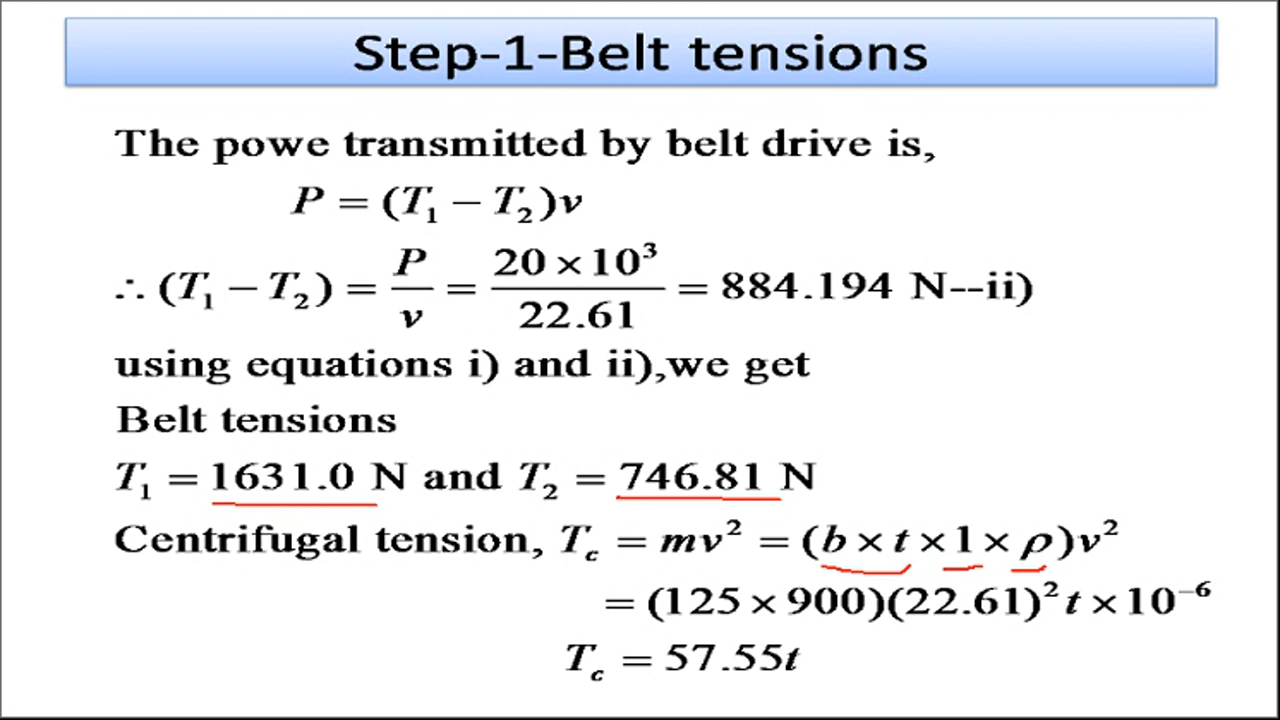 Step-1-Belt tensions
The powe transmitted by belt drive is,
P = (T₁ − T₂)v
∴ (T₁ − T₂) = P/v = 20 × 10³/22.61 = 884.194 N--ii)
using equations i) and ii),we get
Belt tensions
T₁ = 1631.0 N and T₂ = 746.81 N
Centrifugal tension, T꜀ = mv² = (b × t × 1 × ρ)v²
= (125 × 900)(22.61)² t × 10⁻⁶
T꜀ = 57.55t